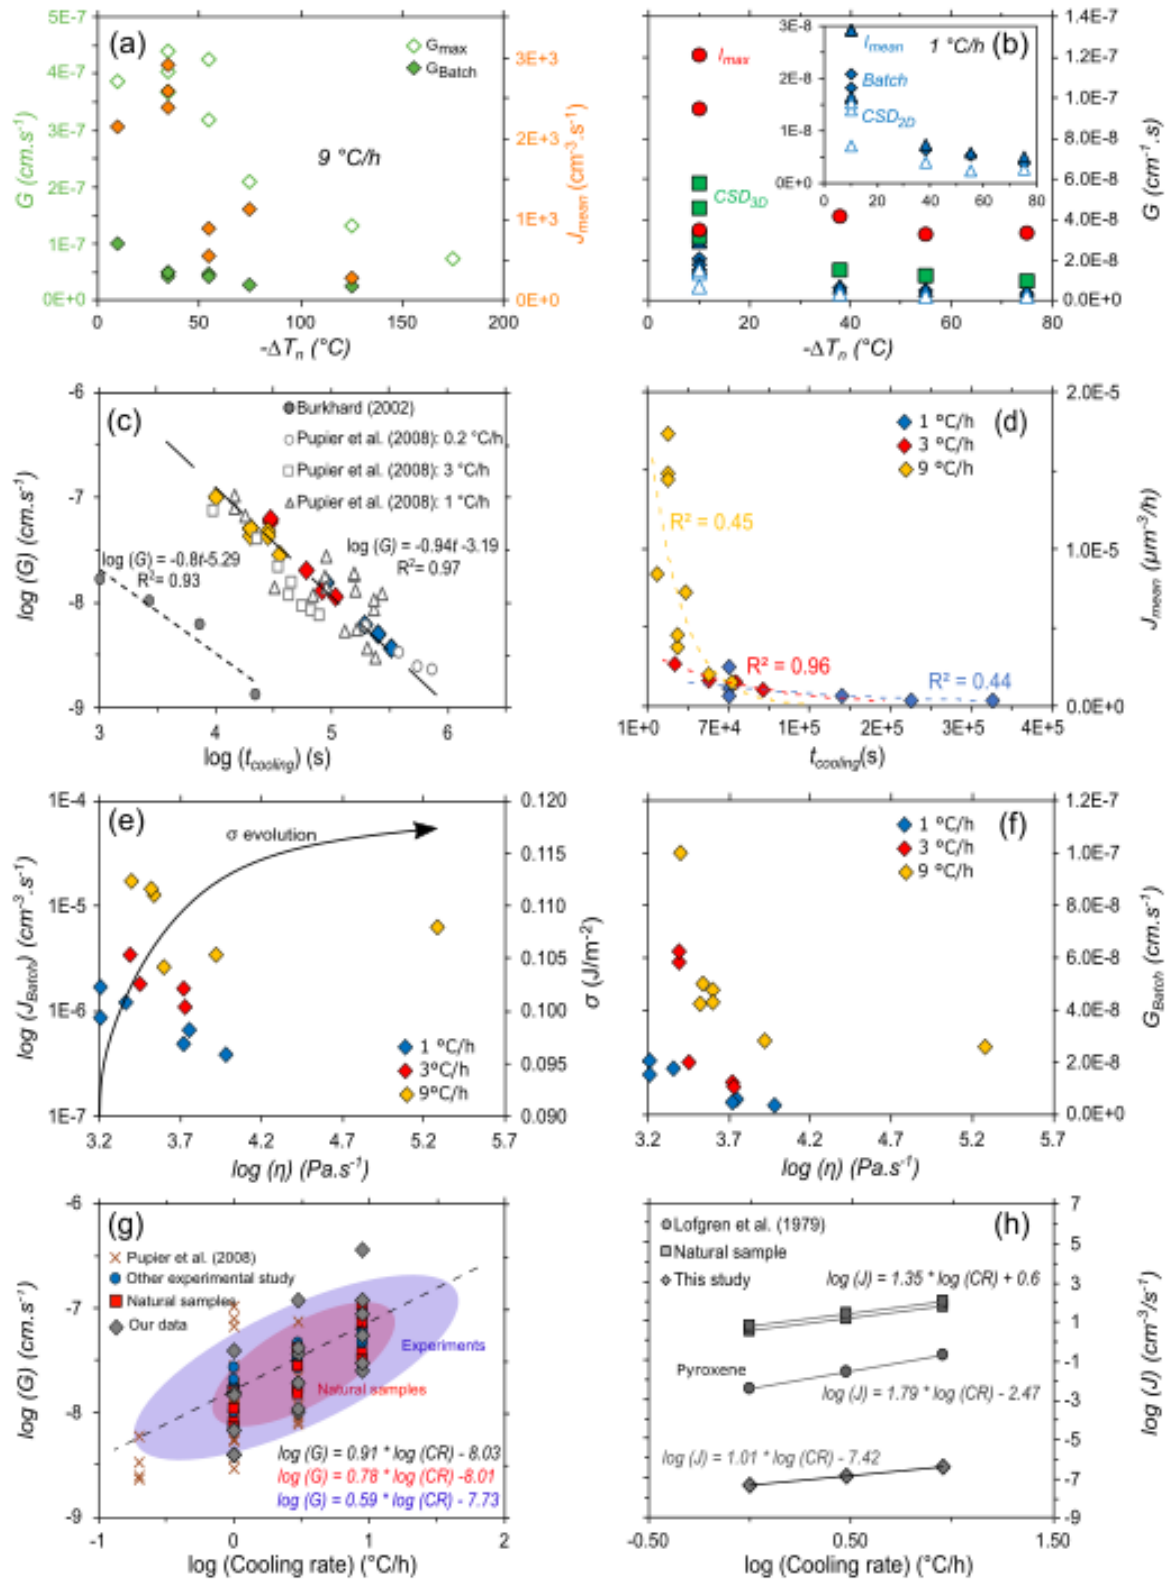 (a)
G_max
G_Batch
9 °C/h
5E-7
4E-7
3E-7
2E-7
1E-7
0E+0
G (cm.s⁻¹)
3E+3
2E+3
1E+3
0E+0
J_mean (cm⁻³.s⁻¹)
0 50 100 150 200
-ΔT_n (°C)
(b)
1 °C/h
I_max
I_mean
Batch
CSD_2D
CSD_3D
3E-8
2E-8
1E-8
0E+0
0 20 40 60 80
1.4E-7
1.2E-7
1.0E-7
8.0E-8
6.0E-8
4.0E-8
2.0E-8
0.0E+0
G (cm⁻¹.s)
0 20 40 60 80
-ΔT_n (°C)
(c)
Burkhard (2002)
Pupier et al. (2008): 0.2 °C/h
Pupier et al. (2008): 3 °C/h
Pupier et al. (2008): 1 °C/h
log (G) = -0.8t-5.29
R²= 0.93
log (G) = -0.94t -3.19
R²= 0.97
-6
-7
-8
-9
log (G) (cm.s⁻¹)
3 4 5 6
log (t_cooling) (s)
(d)
1 °C/h
3 °C/h
9 °C/h
R² = 0.45
R² = 0.96
R² = 0.44
2.0E-5
1.0E-5
0.0E+0
J_mean (µm⁻³/h)
1E+0 7E+4 1E+5 2E+5 3E+5 4E+5
t_cooling(s)
(e)
σ evolution
1 °C/h
3°C/h
9°C/h
1E-4
1E-5
1E-6
1E-7
log (J_Batch) (cm⁻³.s⁻¹)
0.120
0.115
0.110
0.105
0.100
0.095
0.090
σ (J/m⁻²)
3.2 3.7 4.2 4.7 5.2 5.7
log (η) (Pa.s⁻¹)
(f)
1 °C/h
3 °C/h
9 °C/h
1.2E-7
1.0E-7
8.0E-8
6.0E-8
4.0E-8
2.0E-8
0.0E+0
G_Batch (cm.s⁻¹)
3.2 3.7 4.2 4.7 5.2 5.7
log (η) (Pa.s⁻¹)
(g)
Pupier et al. (2008)
Other experimental study
Natural samples
Our data
Experiments
Natural samples
log (G) = 0.91 * log (CR) - 8.03
log (G) = 0.78 * log (CR) -8.01
log (G) = 0.59 * log (CR) - 7.73
-6
-7
-8
-9
log (G) (cm.s⁻¹)
-1 0 1 2
log (Cooling rate) (°C/h)
(h)
Lofgren et al. (1979)
Natural sample
This study
log (J) = 1.35 * log (CR) + 0.6
Pyroxene
log (J) = 1.79 * log (CR) - 2.47
log (J) = 1.01 * log (CR) - 7.42
7
5
3
1
-1
-3
-5
-7
-9
log (J) (cm⁻³/s⁻¹)
-0.50 0.50 1.50
log (Cooling rate) (°C/h)